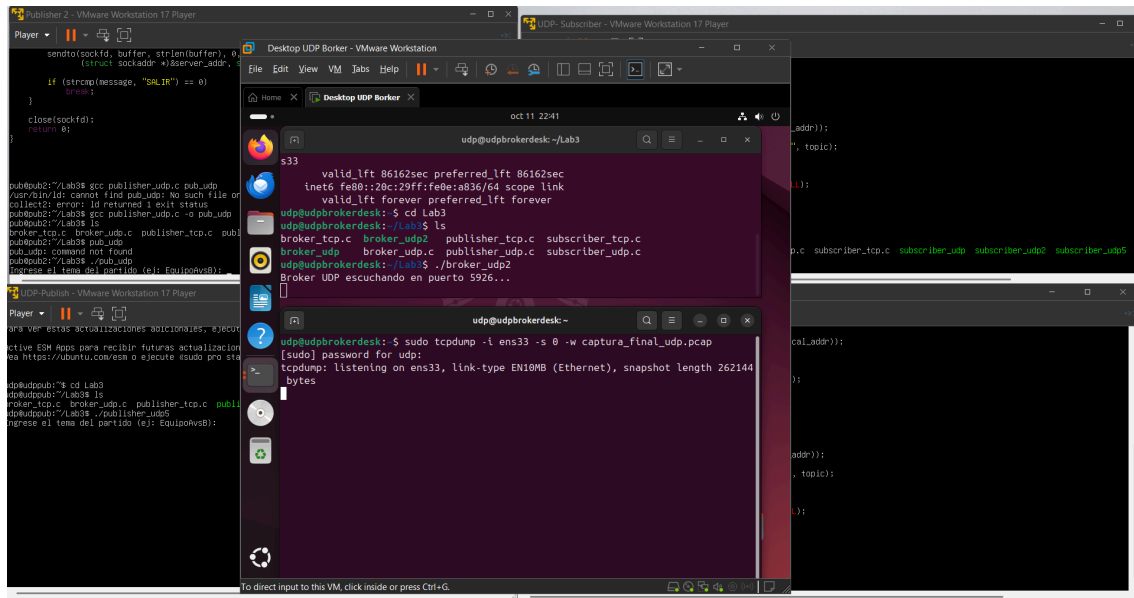 Publisher 2 - VMware Workstation 17 Player
Player
sendto(sockfd, buffer, strlen(buffer), 0,
(struct sockaddr *)&server_addr, s
if (strcmp(message, "SALIR") == 0)
break;
}
close(sockfd);
return 0;
}
pub@pub2:~/Lab3$ gcc publisher_udp.c pub_udp
/usr/bin/ld: cannot find pub_udp: No such file or
collect2: error: ld returned 1 exit status
pub@pub2:~/Lab3$ gcc publisher_udp.c -o pub_udp
pub@pub2:~/Lab3$ ls
broker_tcp.c broker_udp.c publisher_tcp.c publ
pub@pub2:~/Lab3$ pub_udp
pub_udp: command not found
pub@pub2:~/Lab3$ ./pub_udp
Ingrese el tema del partido (ej: EquipoAvsB): _
UDP- Subscriber - VMware Workstation 17 Player
_addr));
", topic);
p.c subscriber_tcp.c subscriber_udp subscriber_udp2 subscriber_udp5
Desktop UDP Borker - VMware Workstation
File Edit View VM Tabs Help
Home
Desktop UDP Borker
oct 11 22:41
udp@udpbrokerdesk: ~/Lab3
s33
valid_lft 86162sec preferred_lft 86162sec
inet6 fe80::20c:29ff:fe0e:a836/64 scope link
valid_lft forever preferred_lft forever
udp@udpbrokerdesk:~$ cd Lab3
udp@udpbrokerdesk:~/Lab3$ ls
broker_tcp.c broker_udp2 publisher_tcp.c subscriber_tcp.c
broker_udp broker_udp.c publisher_udp.c subscriber_udp.c
udp@udpbrokerdesk:~/Lab3$ ./broker_udp2
Broker UDP escuchando en puerto 5926...
udp@udpbrokerdesk: ~
udp@udpbrokerdesk:~$ sudo tcpdump -i ens33 -s 0 -w captura_final_udp.pcap
[sudo] password for udp:
tcpdump: listening on ens33, link-type EN10MB (Ethernet), snapshot length 262144
bytes
To direct input to this VM, click inside or press Ctrl+G.
UDP-Publish - VMware Workstation 17 Player
Player
para ver estas actualizaciones adicionales, ejecut
ctive ESM Apps para recibir futuras actualizacion
ea https://ubuntu.com/esm o ejecute «sudo pro sta
udp@udppub:~$ cd Lab3
udp@udppub:~/Lab3$ ls
broker_tcp.c broker_udp.c publisher_tcp.c publi
udp@udppub:~/Lab3$ ./publisher_udp5
ngrese el tema del partido (ej: EquipoAvsB):
cal_addr));
);
addr));
, topic);
);